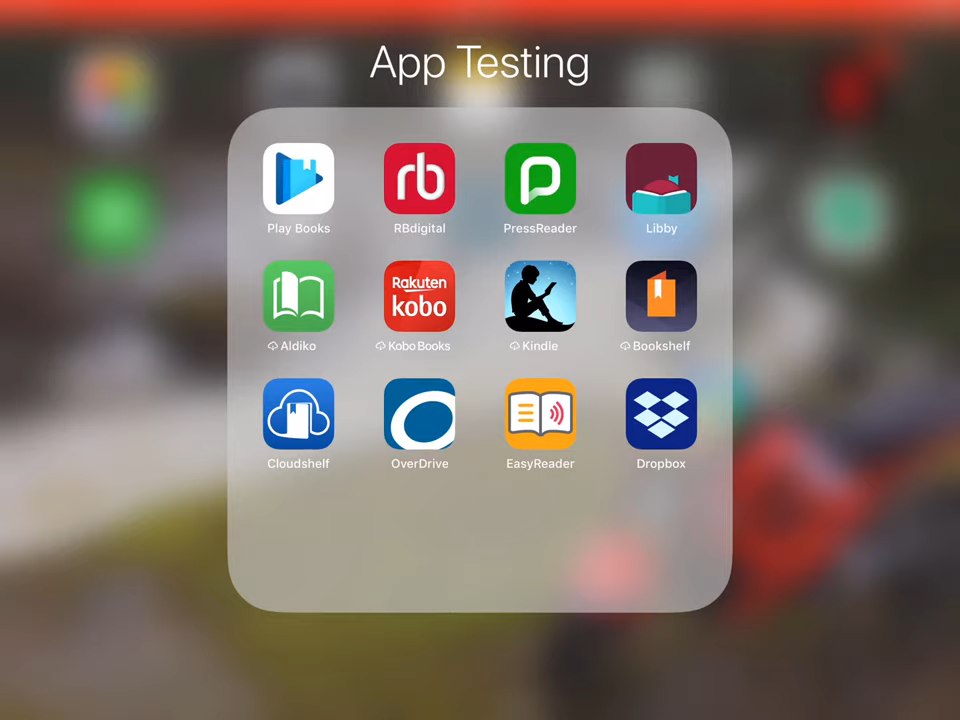 App Testing
Play Books
RBdigital
PressReader
Libby
Aldiko
Kobo Books
Kindle
Bookshelf
Cloudshelf
OverDrive
EasyReader
Dropbox
rb
Rakuten
kobo